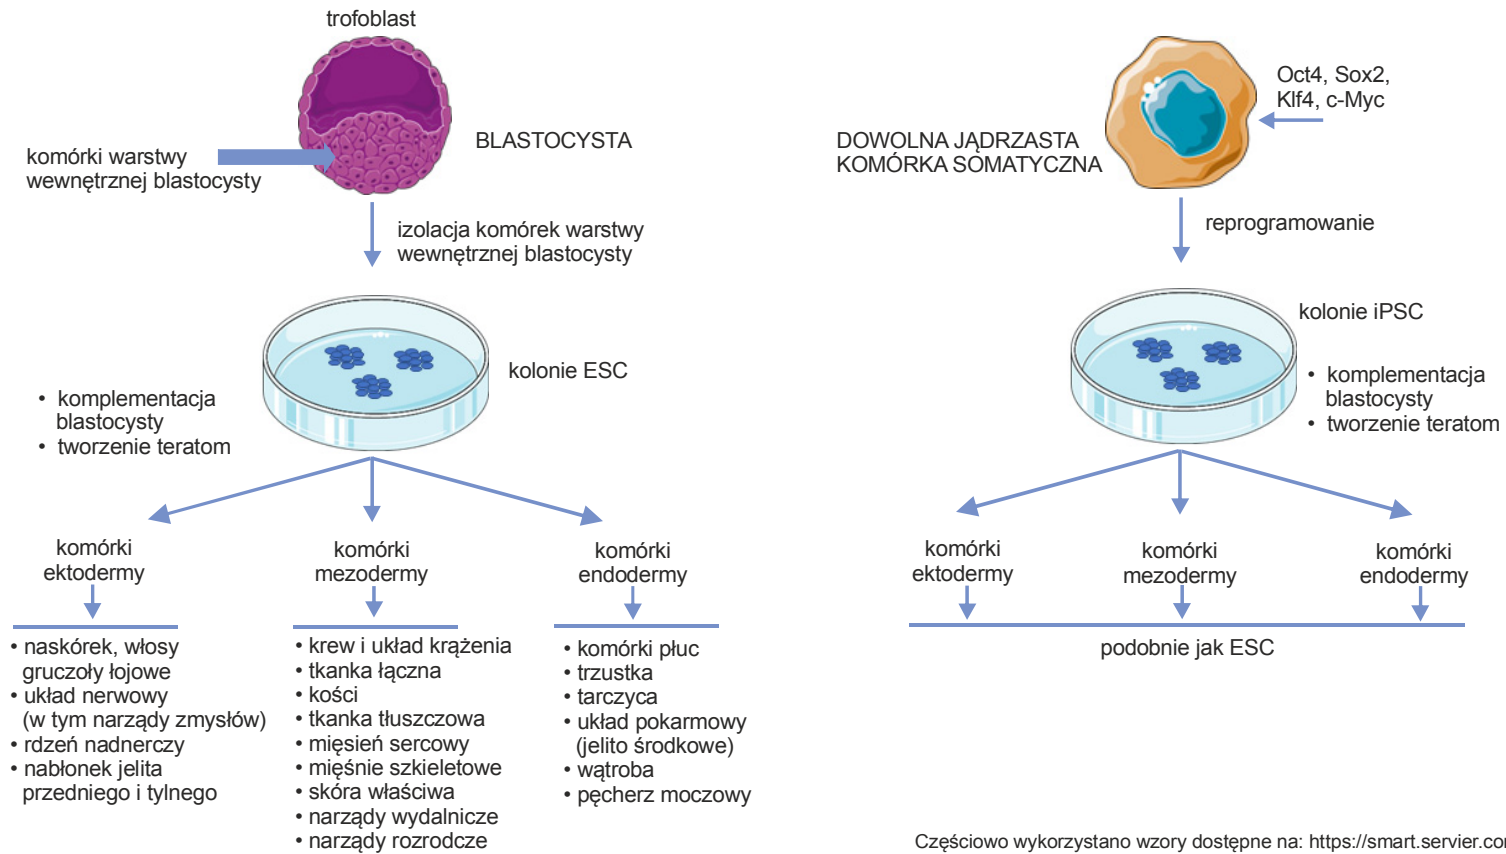 trofoblast
komórki warstwy
wewnętrznej blastocysty
BLASTOCYSTA
izolacja komórek warstwy
wewnętrznej blastocysty
kolonie ESC
• komplementacja
blastocysty
• tworzenie teratom
komórki
ektodermy
komórki
mezodermy
komórki
endodermy
• naskórek, włosy
gruczoły łojowe
• układ nerwowy
(w tym narządy zmysłów)
• rdzeń nadnerczy
• nabłonek jelita
przedniego i tylnego
• krew i układ krążenia
• tkanka łączna
• kości
• tkanka tłuszczowa
• mięsień sercowy
• mięśnie szkieletowe
• skóra właściwa
• narządy wydalnicze
• narządy rozrodcze
• komórki płuc
• trzustka
• tarczyca
• układ pokarmowy
(jelito środkowe)
• wątroba
• pęcherz moczowy
DOWOLNA JĄDRZASTA
KOMÓRKA SOMATYCZNA
Oct4, Sox2,
Klf4, c-Myc
reprogramowanie
kolonie iPSC
• komplementacja
blastocysty
• tworzenie teratom
komórki
ektodermy
komórki
mezodermy
komórki
endodermy
podobnie jak ESC
Częściowo wykorzystano wzory dostępne na: https://smart.servier.com